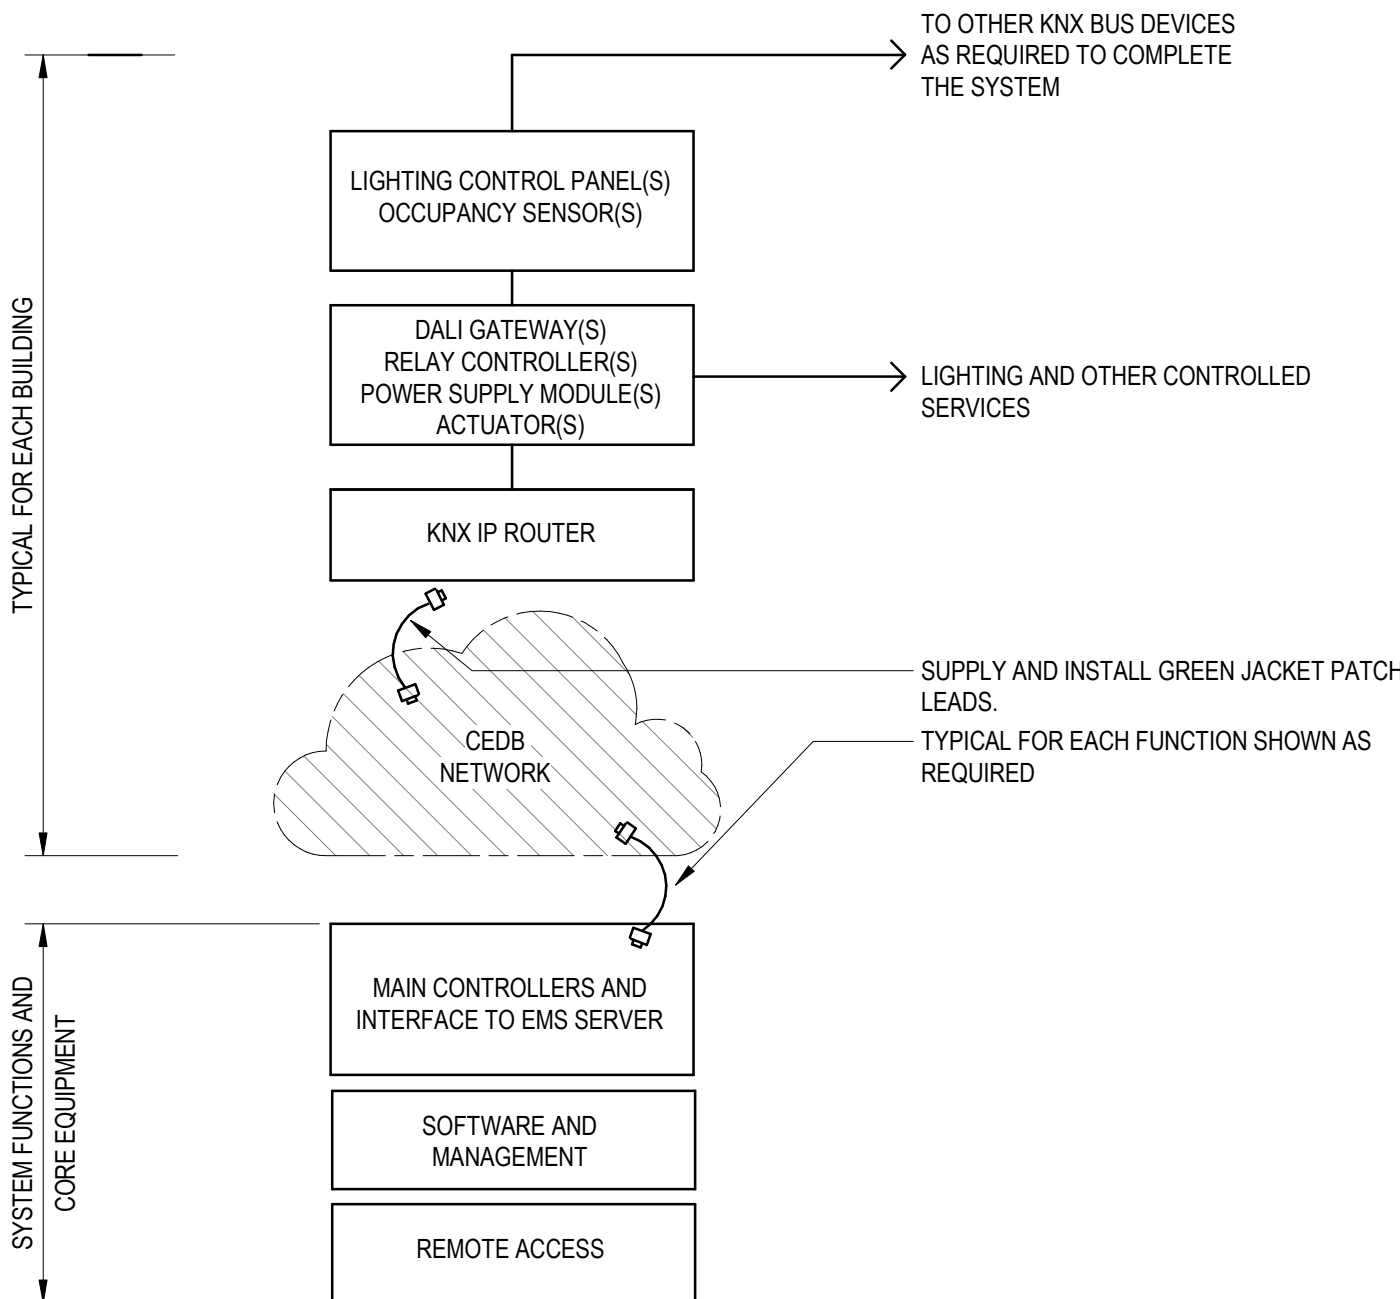 TO OTHER KNX BUS DEVICES
AS REQUIRED TO COMPLETE
THE SYSTEM
LIGHTING CONTROL PANEL(S)
OCCUPANCY SENSOR(S)
TYPICAL FOR EACH BUILDING
DALI GATEWAY(S)
RELAY CONTROLLER(S)
POWER SUPPLY MODULE(S)
ACTUATOR(S)
LIGHTING AND OTHER CONTROLLED
SERVICES
KNX IP ROUTER
SUPPLY AND INSTALL GREEN JACKET PATCH
LEADS.
TYPICAL FOR EACH FUNCTION SHOWN AS
REQUIRED
CEDB
NETWORK
SYSTEM FUNCTIONS AND
CORE EQUIPMENT
MAIN CONTROLLERS AND
INTERFACE TO EMS SERVER
SOFTWARE AND
MANAGEMENT
REMOTE ACCESS